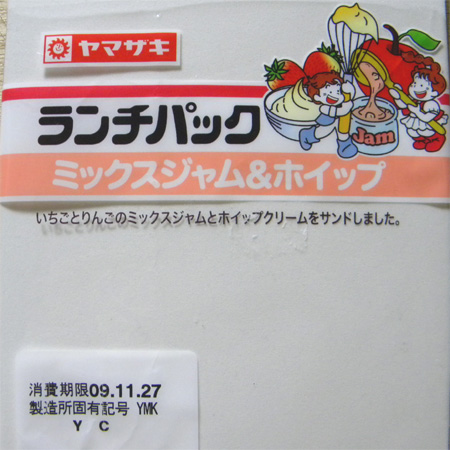 ヤマザキ
ランチパック
Jam
ミックスジャム&ホイップ
いちごとりんごのミックスジャムとホイップクリームをサンドしました。
消費期限09.11.27
製造所固有記号 YMK
Y C